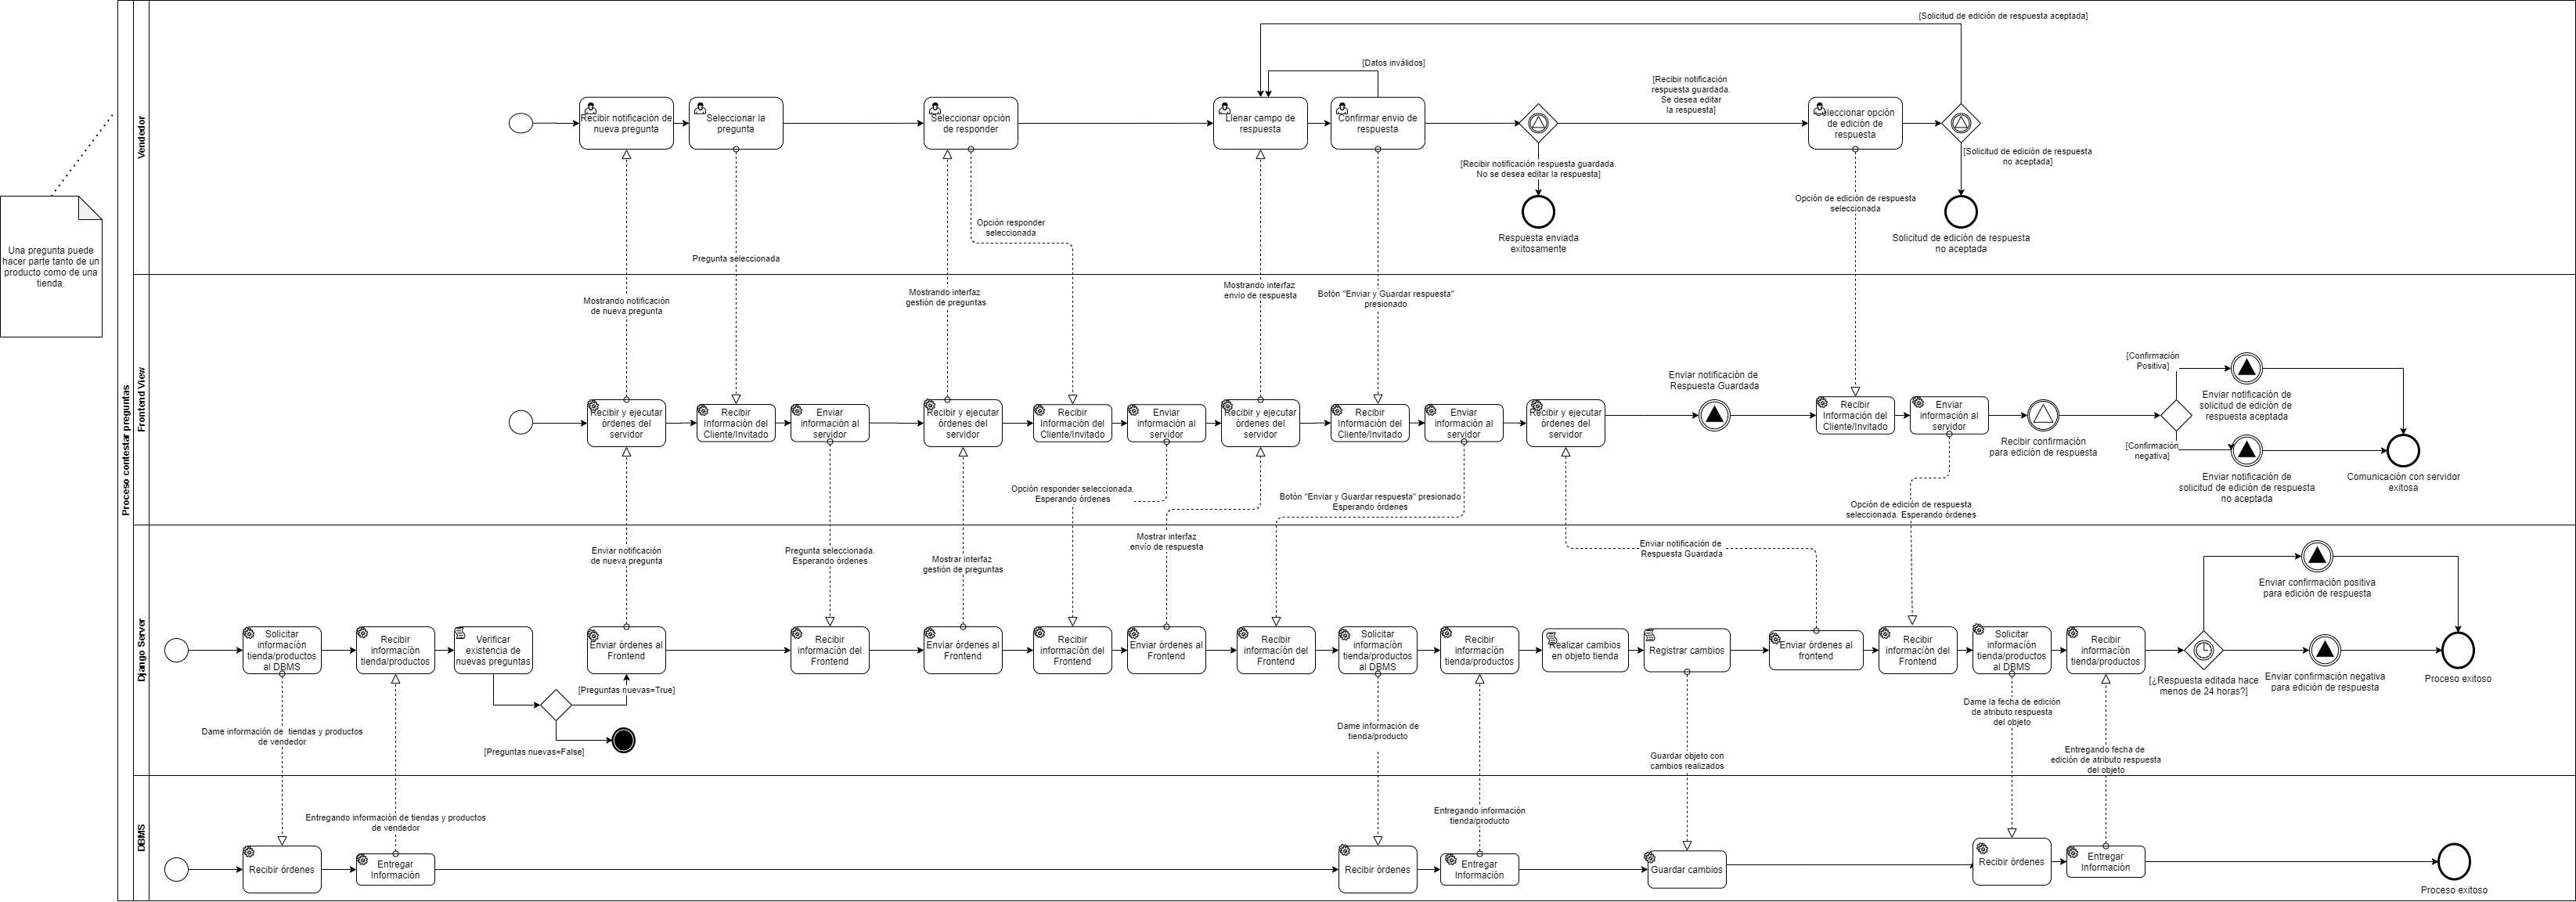 Una pregunta puede
hacer parte tanto de un
producto como de una
tienda.
Proceso contestar preguntas
Vendedor
[Solicitud de edición de respuesta aceptada]
[Datos inválidos]
Recibir notificación de
nueva pregunta
Seleccionar la
pregunta
Seleccionar opción
de responder
Llenar campo de
respuesta
Confirmar envio de
respuesta
[Recibir notificación
respuesta guardada.
Se desea editar
la respuesta]
Seleccionar opción
de edición de
respuesta
[Recibir notificación respuesta guardada.
No se desea editar la respuesta]
[Solicitud de edición de respuesta
no aceptada]
Respuesta enviada
exitosamente
Solicitud de edición de respuesta
no aceptada
Opción responder
seleccionada
Opción de edición de respuesta
seleccionada
Pregunta seleccionada
Frontend View
Mostrando notificación
de nueva pregunta
Mostrando interfaz
gestión de preguntas
Mostrando interfaz
envio de respuesta
Botón "Enviar y Guardar respuesta"
presionado
Recibir y ejecutar
órdenes del
servidor
Recibir
Información del
Cliente/Invitado
Enviar
información al
servidor
Recibir y ejecutar
órdenes del
servidor
Recibir
Información del
Cliente/Invitado
Enviar
información al
servidor
Recibir y ejecutar
órdenes del
servidor
Recibir
Información del
Cliente/Invitado
Enviar
información al
servidor
Recibir y ejecutar
órdenes del
servidor
Enviar notificación de
Respuesta Guardada
Recibir
Información del
Cliente/Invitado
Enviar
información al
servidor
Recibir confirmación
para edición de respuesta
[Confirmación
Positiva]
[Confirmación
negativa]
Enviar notificación de
solicitud de edición de
respuesta aceptada
Enviar notificación de
solicitud de edición de respuesta
no aceptada
Comunicación con servidor
exitosa
Opción responder seleccionada.
Esperando órdenes
Botón "Enviar y Guardar respuesta" presionado
Esperando órdenes
Opción de edición de respuesta
seleccionada. Esperando órdenes
Django Server
Enviar notificación
de nueva pregunta
Pregunta seleccionada.
Esperando órdenes
Mostrar interfaz
gestión de preguntas
Mostrar interfaz
envío de respuesta
Enviar notificación de
Respuesta Guardada
Solicitar
información
tienda/productos
al DBMS
Recibir
información
tienda/productos
Verificar
existencia de
nuevas preguntas
Enviar órdenes al
Frontend
Recibir
información del
Frontend
Enviar órdenes al
Frontend
Recibir
información del
Frontend
Enviar órdenes al
Frontend
Recibir
información del
Frontend
Solicitar
información
tienda/productos
al DBMS
Recibir
información
tienda/productos
Realizar cambios
en objeto tienda
Registrar cambios
Enviar órdenes al
frontend
Recibir
información del
Frontend
Solicitar
información
tienda/productos
al DBMS
Recibir
información
tienda/productos
[¿Respuesta editada hace
menos de 24 horas?]
Enviar confirmación positiva
para edición de respuesta
Enviar confirmación negativa
para edición de respuesta
Proceso exitoso
[Preguntas nuevas=True]
[Preguntas nuevas=False]
Dame información de tiendas y productos
de vendedor
Dame información de
tienda/producto
Guardar objeto con
cambios realizados
Dame la fecha de edición
de atributo respuesta
del objeto
Entregando fecha de
edición de atributo respuesta
del objeto
DBMS
Entregando información de tiendas y productos
de vendedor
Entregando información
tienda/producto
Recibir órdenes
Entregar
Información
Recibir órdenes
Entregar
Información
Guardar cambios
Recibir órdenes
Entregar
Información
Proceso exitoso